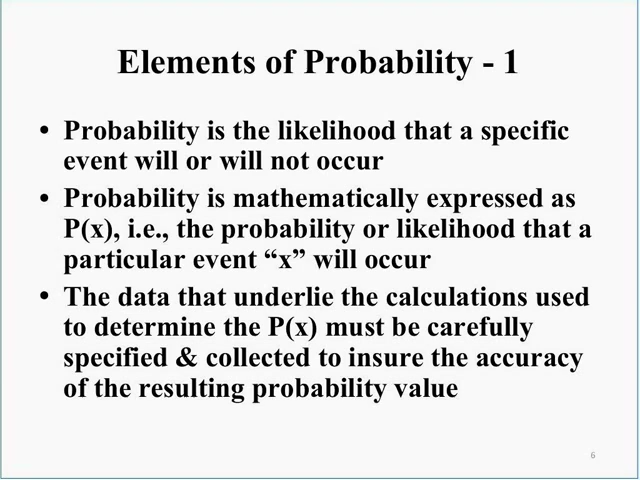 Elements of Probability - 1
• Probability is the likelihood that a specific
event will or will not occur
• Probability is mathematically expressed as
P(x), i.e., the probability or likelihood that a
particular event “x” will occur
• The data that underlie the calculations used
to determine the P(x) must be carefully
specified & collected to insure the accuracy
of the resulting probability value
6